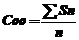 Coo = ∑Sn / n